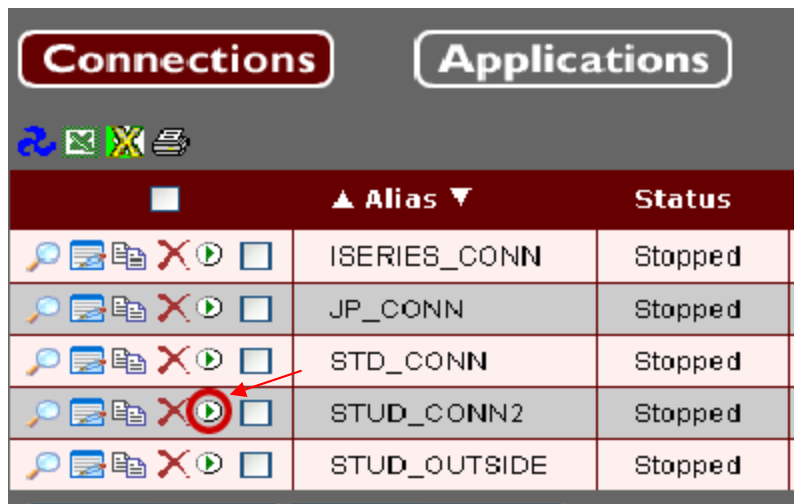 Connections Applications
▲ Alias ▼ Status
ISERIES_CONN Stopped
JP_CONN Stopped
STD_CONN Stopped
STUD_CONN2 Stopped
STUD_OUTSIDE Stopped